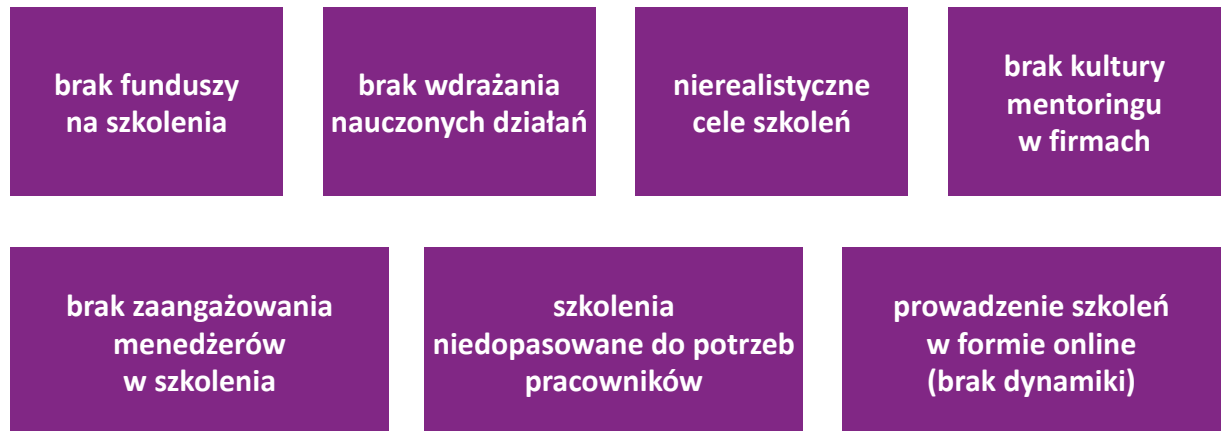 brak funduszy
na szkolenia
brak wdrażania
nauczonych działań
nierealistyczne
cele szkoleń
brak kultury
mentoringu
w firmach
brak zaangażowania
menedżerów
w szkolenia
szkolenia
niedopasowane do potrzeb
pracowników
prowadzenie szkoleń
w formie online
(brak dynamiki)